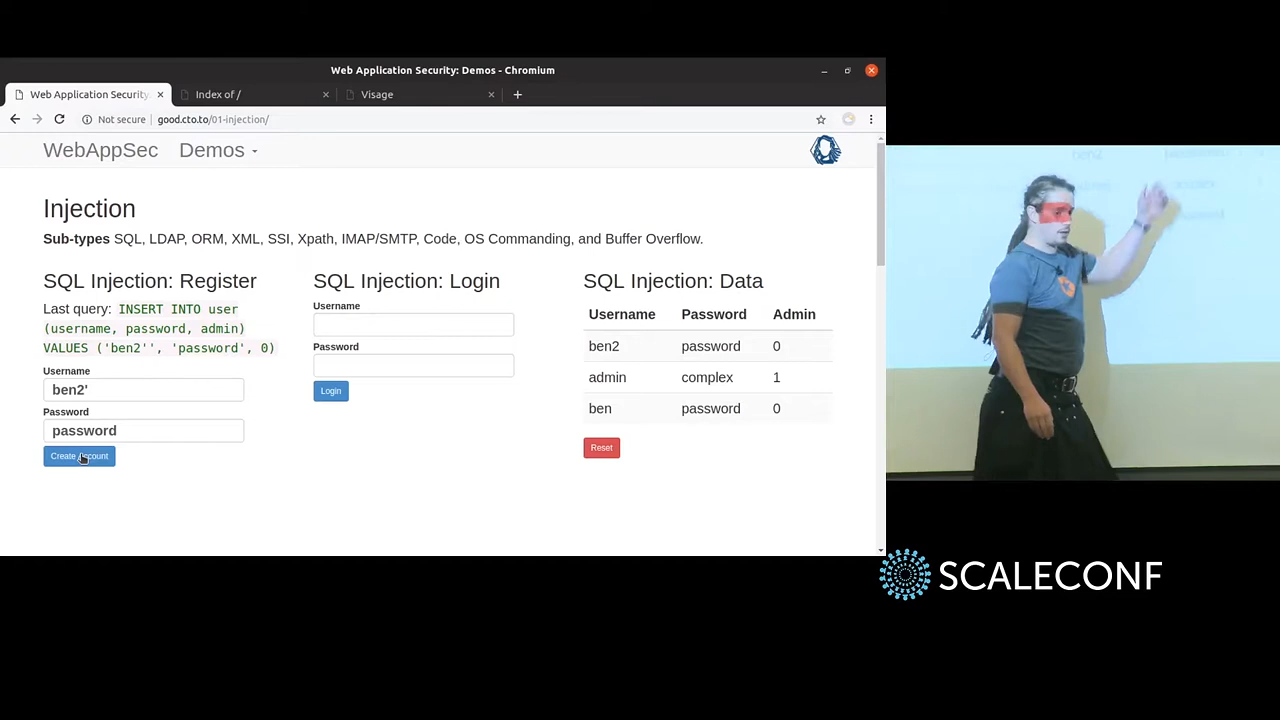 Web Application Security: Demos - Chromium
Web Application Security:
Index of /
Visage
Not secure
good.cto.to/01-injection/
WebAppSec
Demos
Injection
Sub-types SQL, LDAP, ORM, XML, SSI, Xpath, IMAP/SMTP, Code, OS Commanding, and Buffer Overflow.
SQL Injection: Register
Last query: INSERT INTO user
(username, password, admin)
VALUES ('ben2'', 'password', 0)
Username
ben2'
Password
password
Create Account
SQL Injection: Login
Username
Password
Login
SQL Injection: Data
Username Password Admin
ben2 password 0
admin complex 1
ben password 0
Reset
ben2
SCALECONF